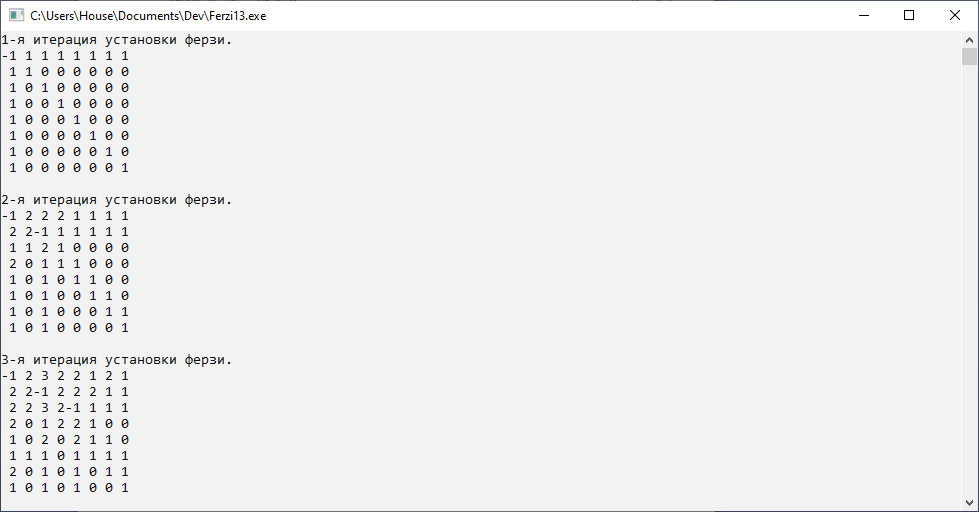 C:\Users\House\Documents\Dev\Ferzi13.exe
1-я итерация установки ферзи.
-1 1 1 1 1 1 1 1
 1 1 0 0 0 0 0 0
 1 0 1 0 0 0 0 0
 1 0 0 1 0 0 0 0
 1 0 0 0 1 0 0 0
 1 0 0 0 0 1 0 0
 1 0 0 0 0 0 1 0
 1 0 0 0 0 0 0 1
2-я итерация установки ферзи.
-1 2 2 2 1 1 1 1
 2 2-1 1 1 1 1 1
 1 1 2 1 0 0 0 0
 2 0 1 1 1 0 0 0
 1 0 1 0 1 1 0 0
 1 0 1 0 0 1 1 0
 1 0 1 0 0 0 1 1
 1 0 1 0 0 0 0 1
3-я итерация установки ферзи.
-1 2 3 2 2 1 2 1
 2 2-1 2 2 2 1 1
 2 2 3 2-1 1 1 1
 2 0 1 2 2 1 0 0
 1 0 2 0 2 1 1 0
 1 1 1 0 1 1 1 1
 2 0 1 0 1 0 1 1
 1 0 1 0 1 0 0 1